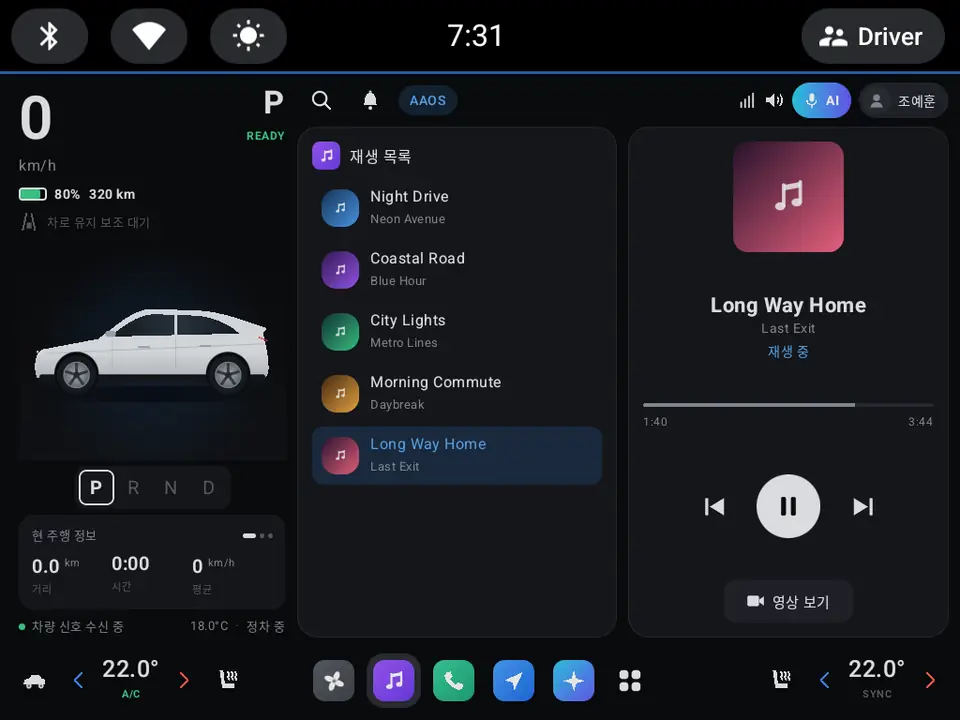 7:31
Driver
0
P
READY
km/h
80% 320 km
차로 유지 보조 대기
P R N D
현 주행 정보
0.0 km
0:00
0 km/h
거리
시간
평균
차량 신호 수신 중
18.0°C · 정차 중
AAOS
AI
조예훈
재생 목록
Night Drive
Neon Avenue
Coastal Road
Blue Hour
City Lights
Metro Lines
Morning Commute
Daybreak
Long Way Home
Last Exit
Long Way Home
Last Exit
재생 중
1:40
3:44
영상 보기
22.0°
A/C
22.0°
SYNC